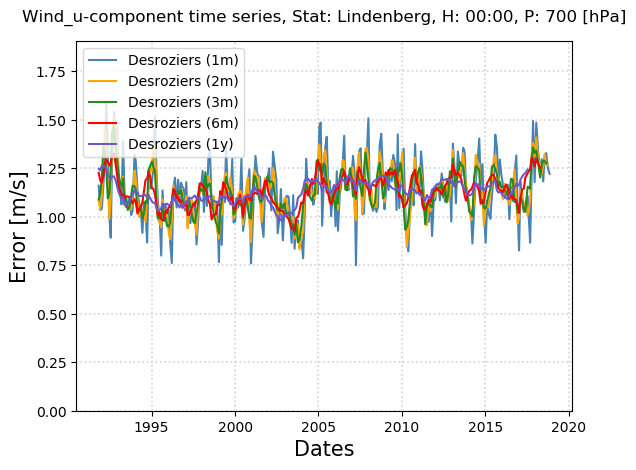 Wind_u-component time series, Stat: Lindenberg, H: 00:00, P: 700 [hPa]
Desroziers (1m)
Desroziers (2m)
Desroziers (3m)
Desroziers (6m)
Desroziers (1y)
Error [m/s]
1.75
1.50
1.25
1.00
0.75
0.50
0.25
0.00
1995 2000 2005 2010 2015 2020
Dates